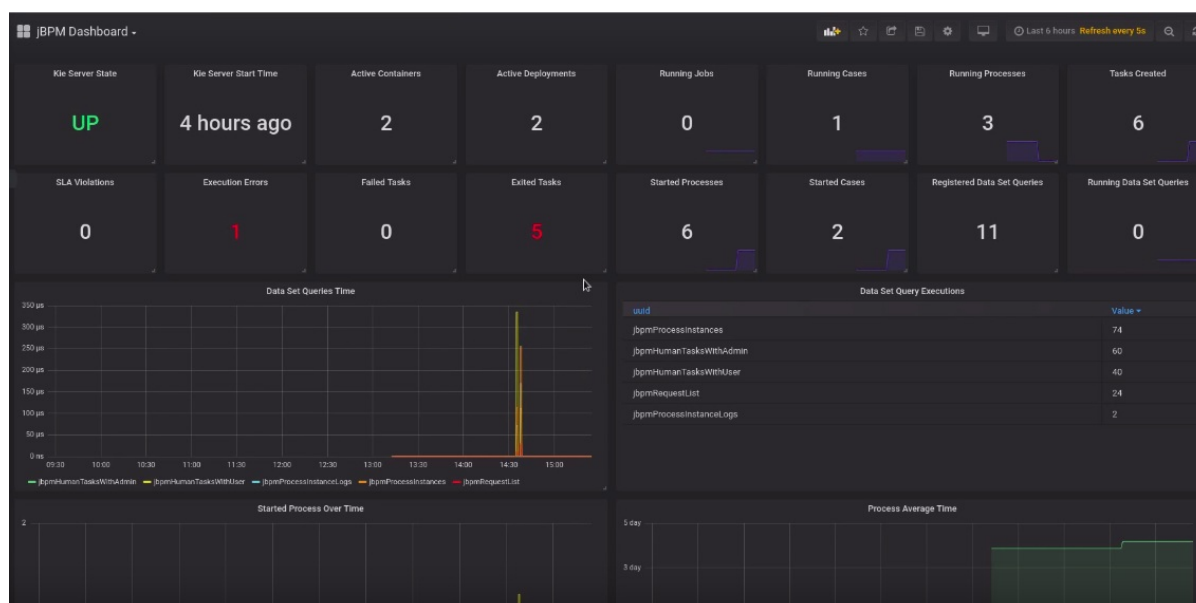 jBPM Dashboard
Last 6 hours Refresh every 5s
Kie Server State
UP
Kie Server Start Time
4 hours ago
Active Containers
2
Active Deployments
2
Running Jobs
0
Running Cases
1
Running Processes
3
Tasks Created
6
SLA Violations
0
Execution Errors
1
Failed Tasks
0
Exited Tasks
5
Started Processes
6
Started Cases
2
Registered Data Set Queries
11
Running Data Set Queries
0
Data Set Queries Time
350 µs
300 µs
250 µs
200 µs
150 µs
100 µs
50 µs
0 ns
09:30 10:00 10:30 11:00 11:30 12:00 12:30 13:00 13:30 14:00 14:30 15:00
jbpmHumanTasksWithAdmin jbpmHumanTasksWithUser jbpmProcessInstanceLogs jbpmProcessInstances jbpmRequestList
Data Set Query Executions
uuid Value
jbpmProcessInstances 74
jbpmHumanTasksWithAdmin 60
jbpmHumanTasksWithUser 40
jbpmRequestList 24
jbpmProcessInstanceLogs 2
Started Process Over Time
2
Process Average Time
5 day
3 day